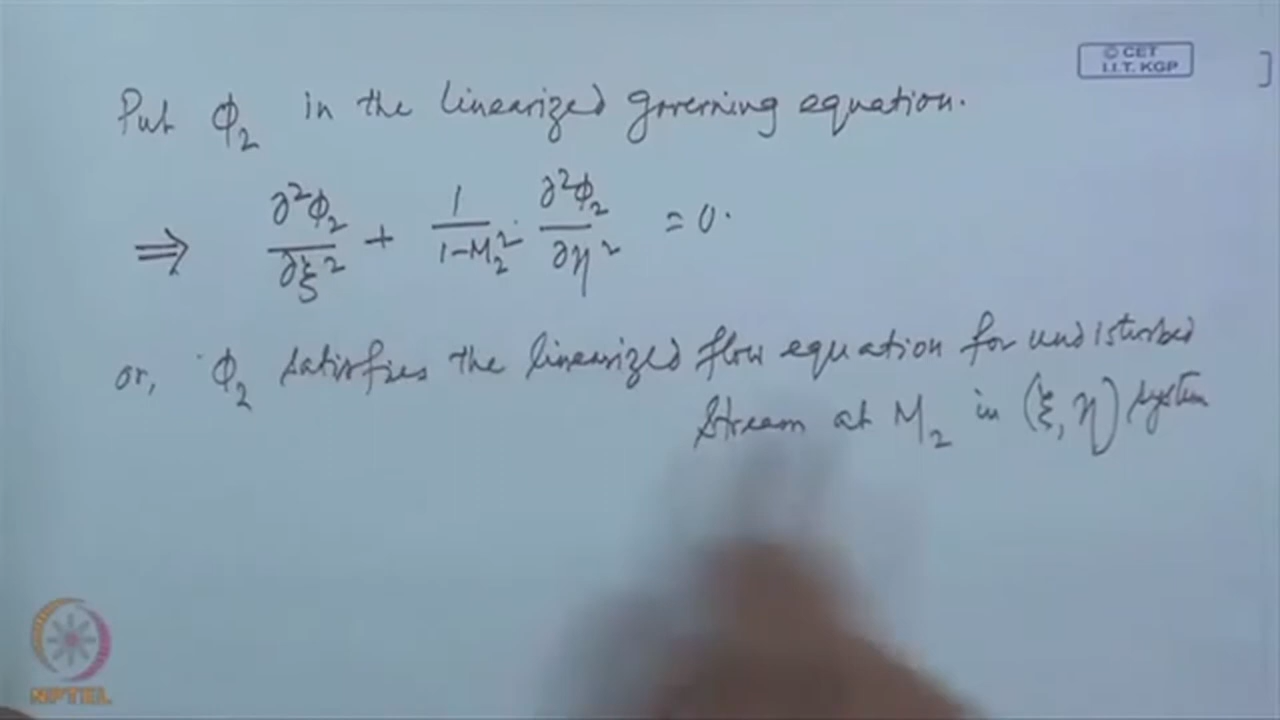 © CET
I.I.T. KGP
Put Φ₂ in the linearized governing equation.
⇒ ∂²Φ₂/∂ξ² + 1/(1-M₂²) · ∂²Φ₂/∂η² = 0.
or, Φ₂ satisfies the linearized flow equation for undisturbed
stream at M₂ in (ξ, η) system
NPTEL